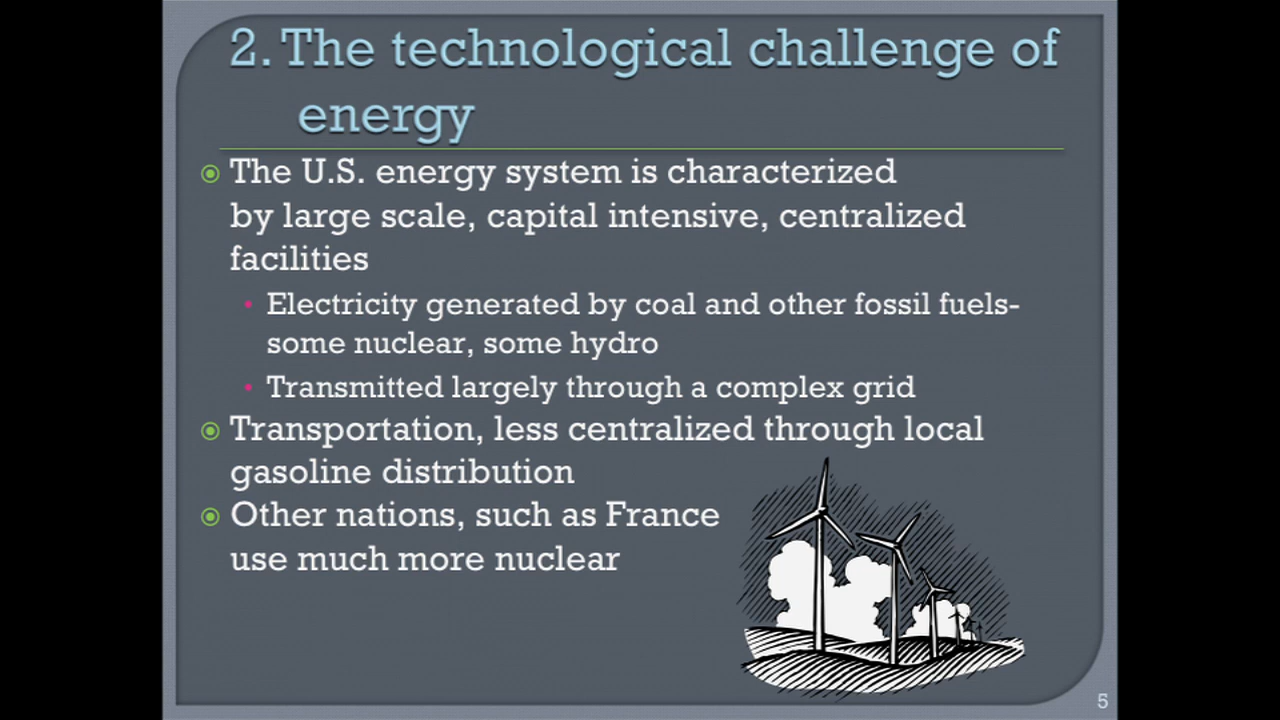 2. The technological challenge of
energy
The U.S. energy system is characterized
by large scale, capital intensive, centralized
facilities
Electricity generated by coal and other fossil fuels-
some nuclear, some hydro
Transmitted largely through a complex grid
Transportation, less centralized through local
gasoline distribution
Other nations, such as France
use much more nuclear
5